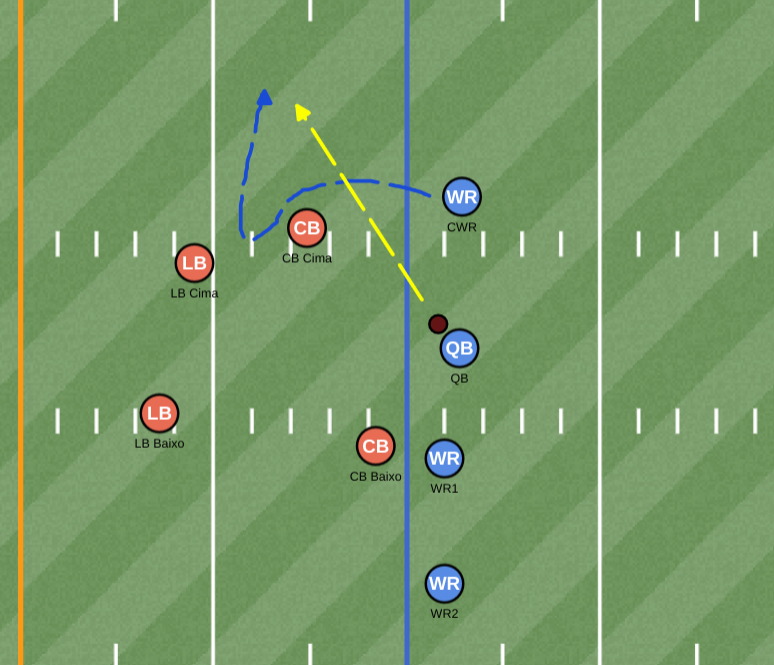 WR
CWR
CB
CB Cima
LB
LB Cima
QB
QB
LB
LB Baixo
CB
CB Baixo
WR
WR1
WR
WR2